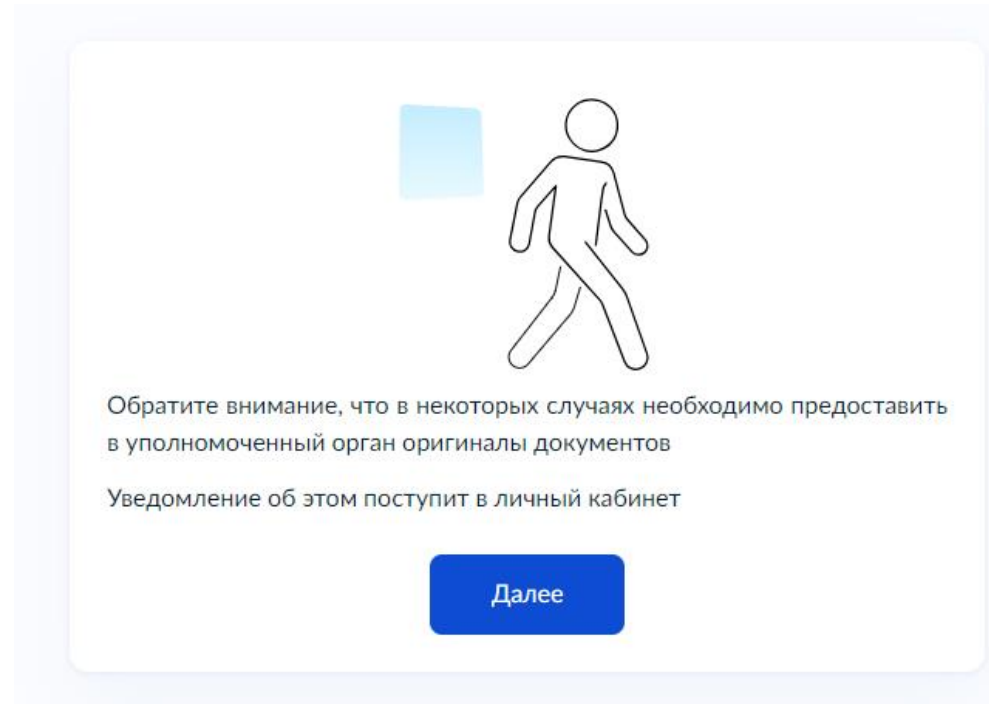 Обратите внимание, что в некоторых случаях необходимо предоставить
в уполномоченный орган оригиналы документов
Уведомление об этом поступит в личный кабинет
Далее